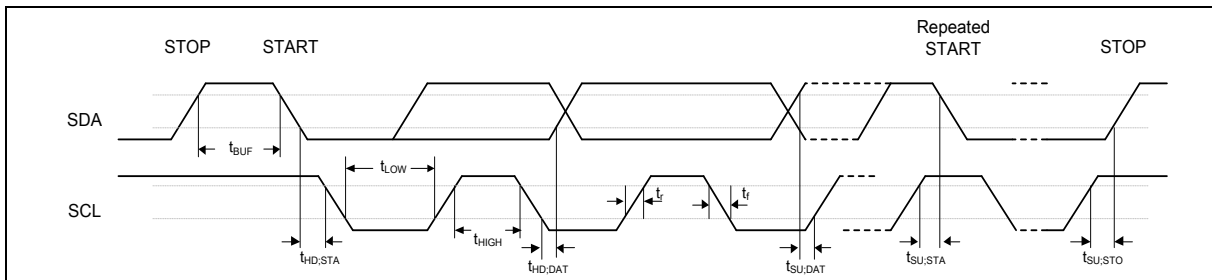 Repeated
STOP START START STOP
SDA
tBUF
tLOW
SCL
tr tf
tHIGH
tHD;STA tHD;DAT tSU;DAT tSU;STA tSU;STO